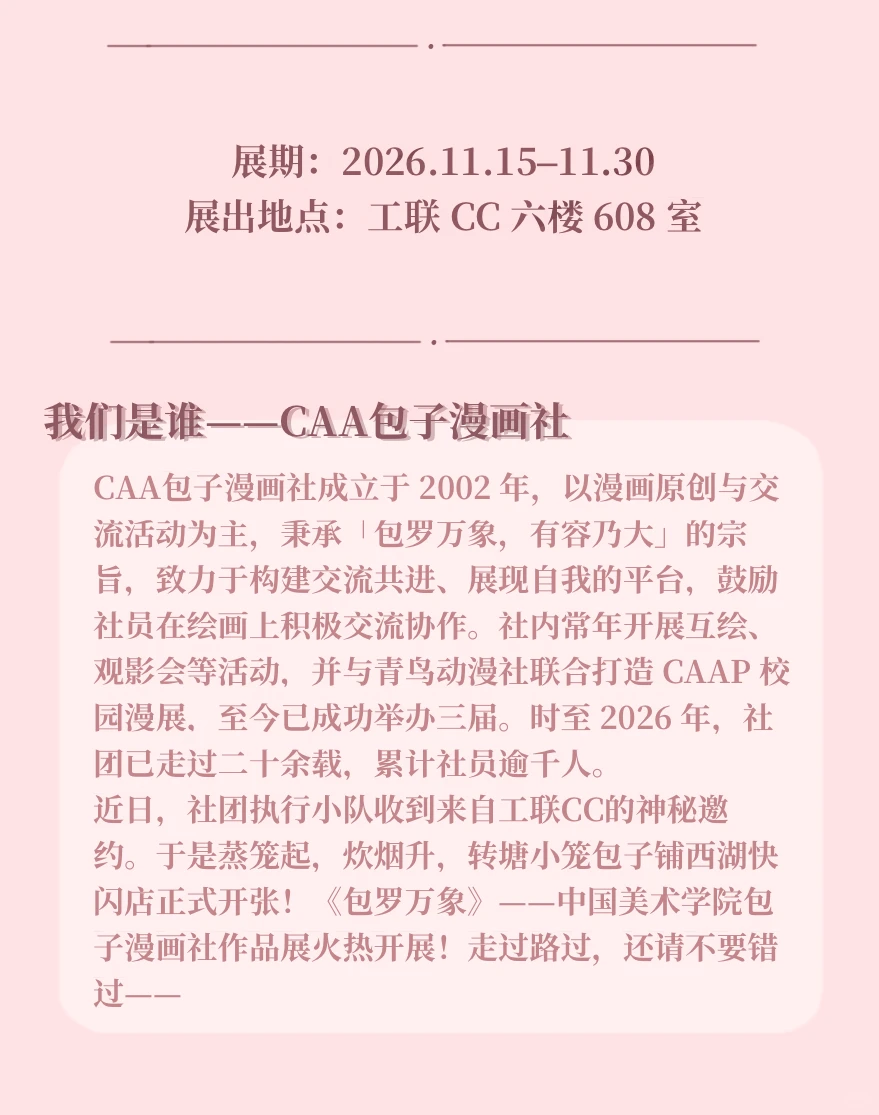 展期：2026.11.15–11.30
展出地点：工联 CC 六楼 608 室
我们是谁——CAA包子漫画社
CAA包子漫画社成立于 2002 年，以漫画原创与交
流活动为主，秉承「包罗万象，有容乃大」的宗
旨，致力于构建交流共进、展现自我的平台，鼓励
社员在绘画上积极交流协作。社内常年开展互绘、
观影会等活动，并与青鸟动漫社联合打造 CAAP 校
园漫展，至今已成功举办三届。时至 2026 年，社
团已走过二十余载，累计社员逾千人。
近日，社团执行小队收到来自工联CC的神秘邀
约。于是蒸笼起，炊烟升，转塘小笼包子铺西湖快
闪店正式开张！《包罗万象》——中国美术学院包
子漫画社作品展火热开展！走过路过，还请不要错
过——